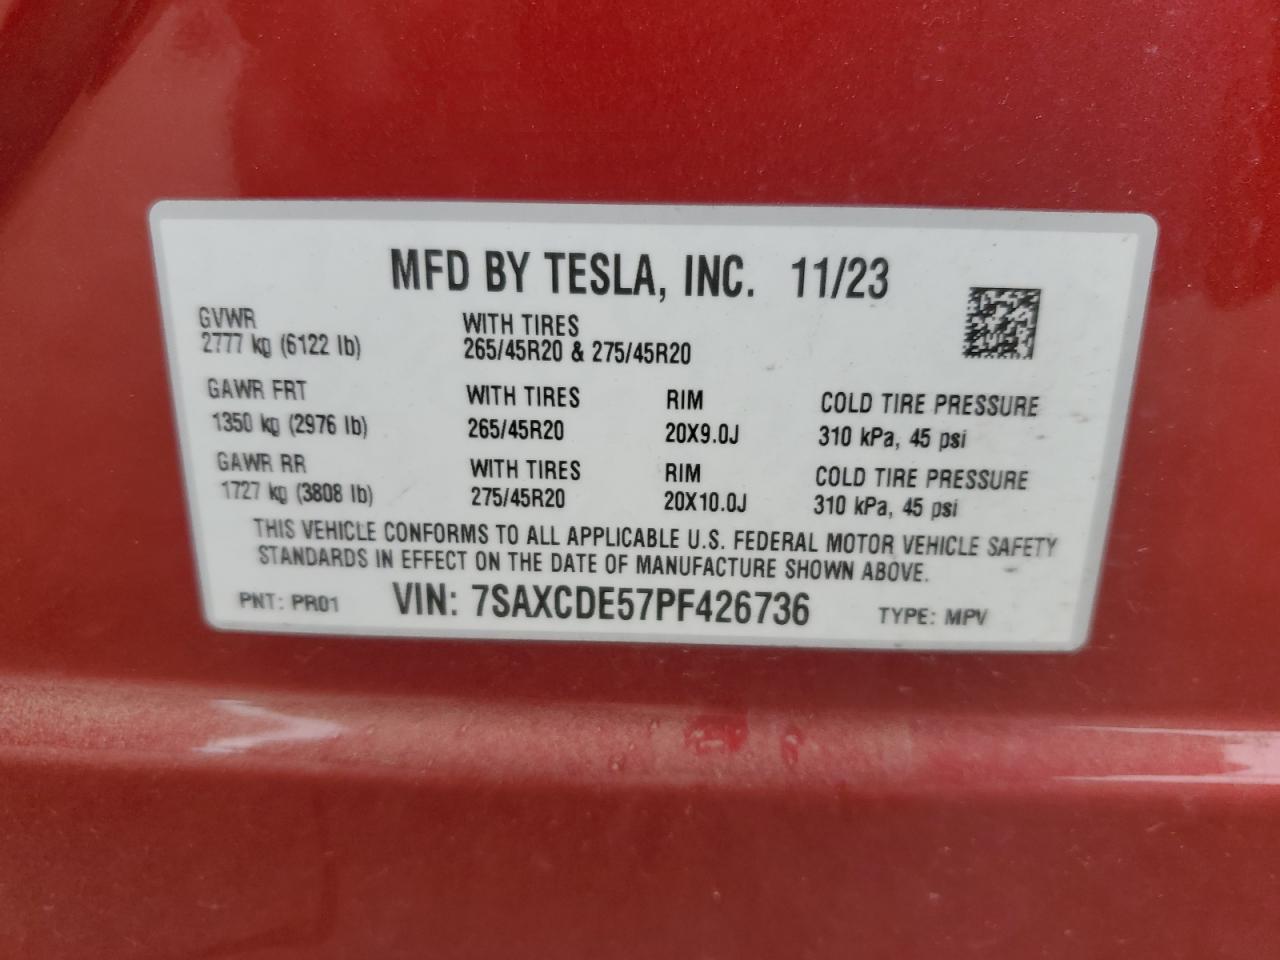 MFD BY TESLA, INC. 11/23
GVWR
2777 kg (6122 lb)
WITH TIRES
265/45R20 & 275/45R20
GAWR FRT
1350 kg (2976 lb)
WITH TIRES
265/45R20
RIM
20X9.0J
COLD TIRE PRESSURE
310 kPa, 45 psi
GAWR RR
1727 kg (3808 lb)
WITH TIRES
275/45R20
RIM
20X10.0J
COLD TIRE PRESSURE
310 kPa, 45 psi
THIS VEHICLE CONFORMS TO ALL APPLICABLE U.S. FEDERAL MOTOR VEHICLE SAFETY
STANDARDS IN EFFECT ON THE DATE OF MANUFACTURE SHOWN ABOVE.
PNT: PR01 VIN: 7SAXCDE57PF426736 TYPE: MPV